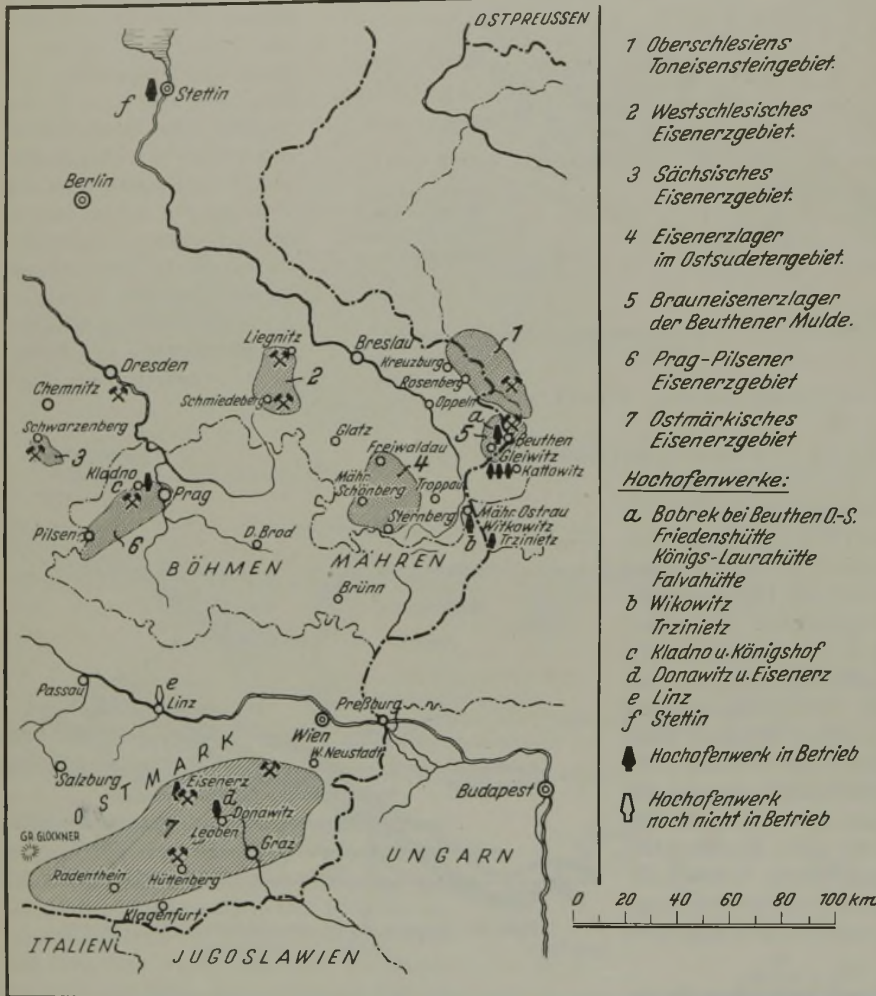 OSTPREUSSEN
f
Stettin
Berlin
Liegnitz
Breslau
1
Kreuzburg
Rosenberg
Dresden
2
Oppeln
Chemnitz
Schmiedeberg
a
Schwarzenberg
Glatz
5
Beuthen
3
Freiwaldau
Gleiwitz
Kladno
4
Kattowitz
c
Prag
Mähr.
Schönberg
Troppau
Mähr. Ostrau
Pilsen
D. Brod
Sternberg
Witkowitz
6
b
Trzinietz
BÖHMEN
MÄHREN
Brünn
e
Passau
Linz
Preßburg
Wien
W. Neustadt
Salzburg
OSTMARK
Eisenerz
Budapest
d
Donawitz
GR. GLOCKNER
7
Leoben
Graz
UNGARN
Radenthein
Hüttenberg
Klagenfurt
ITALIEN
JUGOSLAWIEN
1 Oberschlesiens
Toneisensteingebiet.
2 Westschlesisches
Eisenerzgebiet.
3 Sächsisches
Eisenerzgebiet.
4 Eisenerzlager
im Ostsudetengebiet.
5 Brauneisenerzlager
der Beuthener Mulde.
6 Prag-Pilsener
Eisenerzgebiet
7 Ostmärkisches
Eisenerzgebiet
Hochofenwerke:
a Bobrek bei Beuthen O.-S.
Friedenshütte
Königs-Laurahütte
Falvahütte
b Wikowitz
Trzinietz
c Kladno u. Königshof
d Donawitz u. Eisenerz
e Linz
f Stettin
Hochofenwerk in Betrieb
Hochofenwerk
noch nicht in Betrieb
0 20 40 60 80 100 km